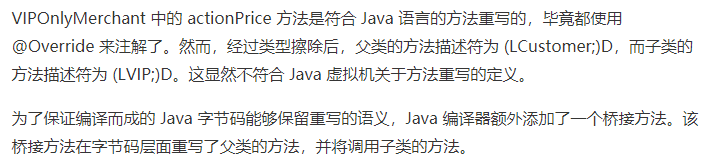 VIPOnlyMerchant 中的 actionPrice 方法是符合 Java 语言的方法重写的，毕竟都使用
@Override 来注解了。然而，经过类型擦除后，父类的方法描述符为 (LCustomer;)D，而子类的
方法描述符为 (LVIP;)D。这显然不符合 Java 虚拟机关于方法重写的定义。
为了保证编译而成的 Java 字节码能够保留重写的语义，Java 编译器额外添加了一个桥接方法。该
桥接方法在字节码层面重写了父类的方法，并将调用子类的方法。